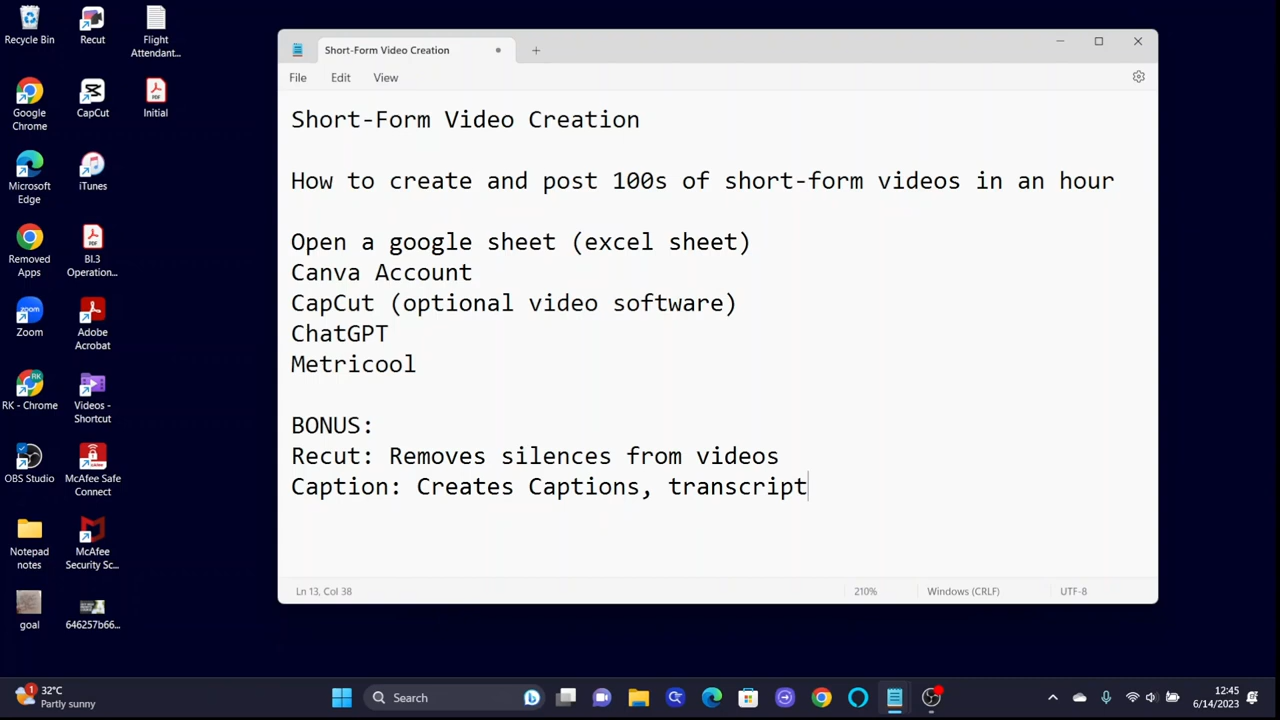 Recycle Bin
Recut
Flight
Attendant...
Google
Chrome
CapCut
Initial
Microsoft
Edge
iTunes
Removed
Apps
BI.3
Operation...
Zoom
Adobe
Acrobat
RK - Chrome
Videos -
Shortcut
OBS Studio
McAfee Safe
Connect
Notepad
notes
McAfee
Security Sc...
goal
646257b66...
Short-Form Video Creation
File Edit View
Short-Form Video Creation
How to create and post 100s of short-form videos in an hour
Open a google sheet (excel sheet)
Canva Account
CapCut (optional video software)
ChatGPT
Metricool
BONUS:
Recut: Removes silences from videos
Caption: Creates Captions, transcript
Ln 13, Col 38 210% Windows (CRLF) UTF-8
1
32°C
Partly sunny
Search
12:45
6/14/2023